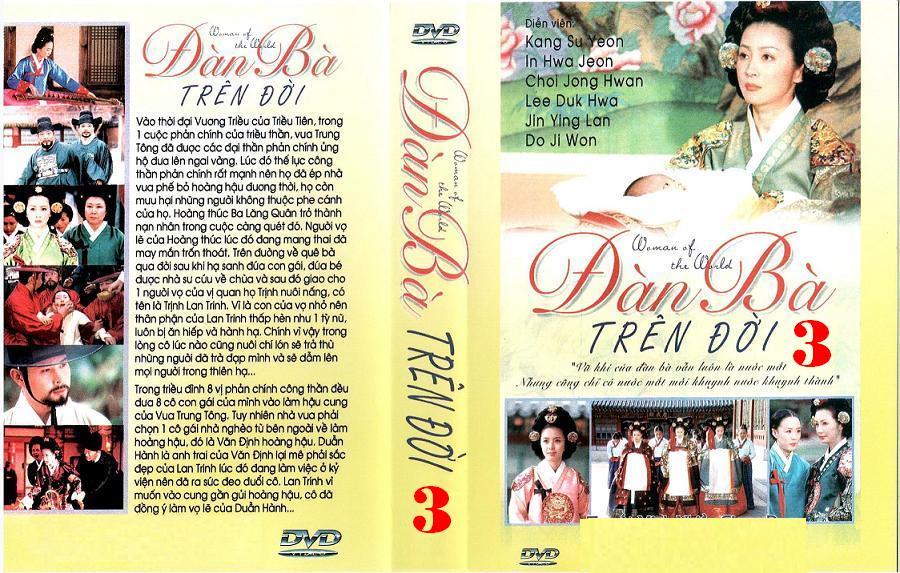 Woman of
the World
Đàn Bà
TRÊN ĐỜI
Vào thời đại Vương Triều của Triều Tiên, trong
1 cuộc phản chính của triều thần, vua Trung
Tông đã được các đại thần phản chính ủng
hộ đưa lên ngai vàng. Lúc đó thế lực công
thần phản chính rất mạnh nên họ đã ép nhà
vua phế bỏ hoàng hậu đương thời, họ còn
mưu hại những người không thuộc phe cánh
của họ. Hoàng thúc Ba Lăng Quân trở thành
nạn nhân trong cuộc càng quét đó. Người vợ
lẽ của Hoàng thúc lúc đó đang mang thai đã
may mắn trốn thoát. Trên đường về quê bà
qua đời sau khi hạ sanh đứa con gái, đứa bé
được nhà sư cứu về chùa và sau đó giao cho
1 người vợ của vị quan họ Trịnh nuôi nấng, có
tên là Trịnh Lan Trinh. Vì là con của vợ nhỏ nên
thân phận của Lan Trinh thấp hèn như 1 tỳ nữ,
luôn bị ăn hiếp và hành hạ. Chính vì vậy trong
lòng cô lúc nào cũng nuôi chí lớn sẽ trả thù
những người đã trà đạp mình và sẽ dẫm lên
mọi người trong thiên hạ...
Trong triều đình 8 vị phản chính công thần đều
đưa 8 cô con gái của mình vào làm hậu cung
của Vua Trung Tông. Tuy nhiên nhà vua phải
chọn 1 cô gái nhà nghèo từ bên ngoài về làm
hoàng hậu, đó là Văn Định hoàng hậu. Duẫn
Hành là anh trai của Văn Định lại mê phải sắc
đẹp của Lan Trinh lúc đó đang làm việc ở kỷ
viện nên đã ra sức đeo đuổi cô. Lan Trinh vì
muốn vào cung gần gũi hoàng hậu, cô đã
đồng ý làm vợ lẽ của Duẫn Hành...
DVD
DVD
Woman of the World
Đàn Bà
TRÊN ĐỜI
3
Diễn viên:
Kang Su Yeon
In Hwa Jeon
Choi Jong Hwan
Lee Duk Hwa
Jin Ying Lan
Do Ji Won
Woman of
the World
Đàn Bà
TRÊN ĐỜI
3
"Vũ khí của đàn bà vẫn luôn là nước mắt
Nhưng cũng chỉ có nước mắt mới khuynh nước khuynh thành"
DVD